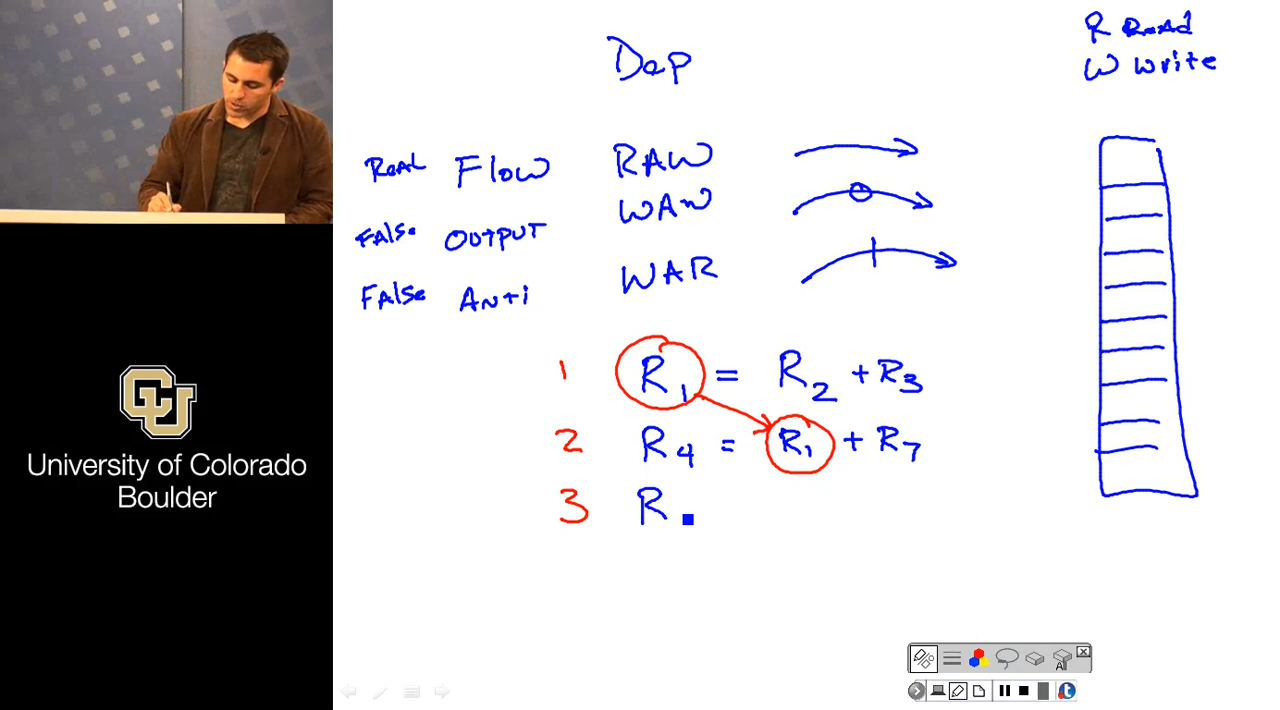 Dep
R Read
W Write
Real Flow RAW
False Output WAW
False Anti WAR
1 R1 = R2 + R3
2 R4 = R1 + R7
3 R
University of Colorado
Boulder
CU
A